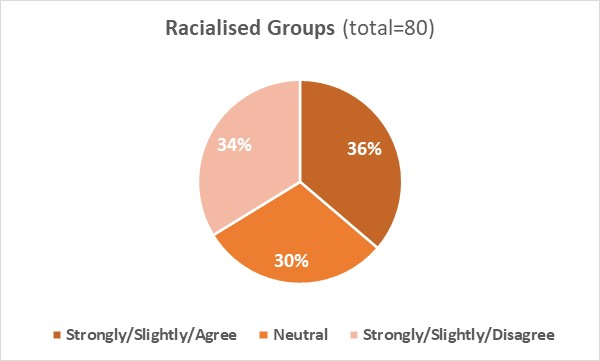 Racialised Groups (total=80)
34%
36%
30%
Strongly/Slightly/Agree Neutral Strongly/Slightly/Disagree